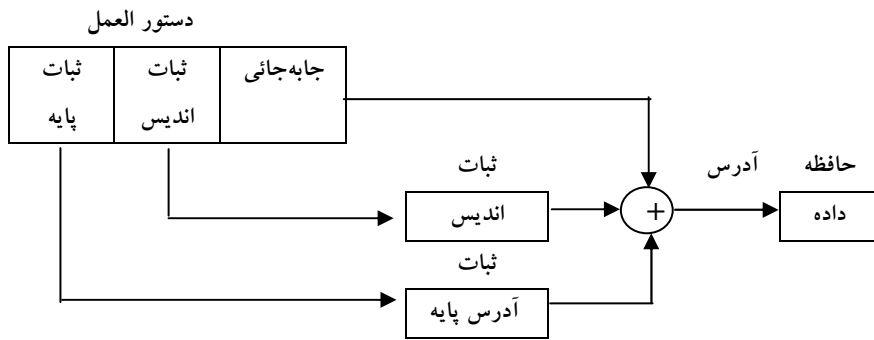 دستور العمل
جابه‌جائی
ثبات اندیس
ثبات پایه
ثبات
اندیس
+
آدرس
حافظه
داده
ثبات
آدرس پایه